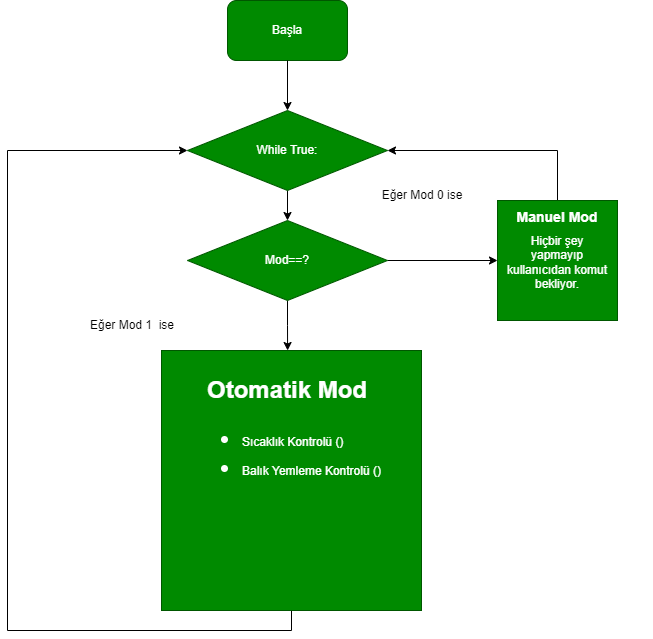 Başla
While True:
Eğer Mod 0 ise
Manuel Mod
Hiçbir şey
yapmayıp
kullanıcıdan komut
bekliyor.
Mod==?
Eğer Mod 1 ise
Otomatik Mod
Sıcaklık Kontrolü ()
Balık Yemleme Kontrolü ()